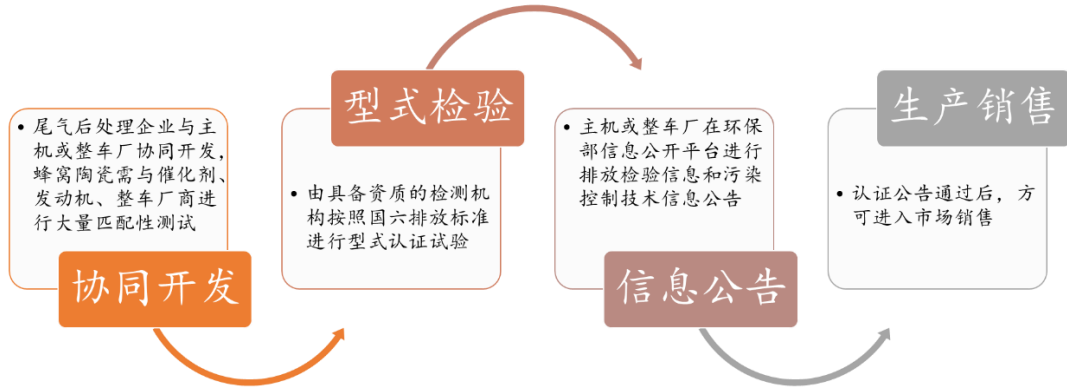 • 尾气后处理企业与主
机或整车厂协同开发，
蜂窝陶瓷需与催化剂、
发动机、整车厂商进
行大量匹配性测试
协同开发
型式检验
• 由具备资质的检测机
构按照国六排放标准
进行型式认证试验
• 主机或整车厂在环保
部信息公开平台进行
排放检验信息和污染
控制技术信息公告
信息公告
生产销售
• 认证公告通过后，方
可进入市场销售